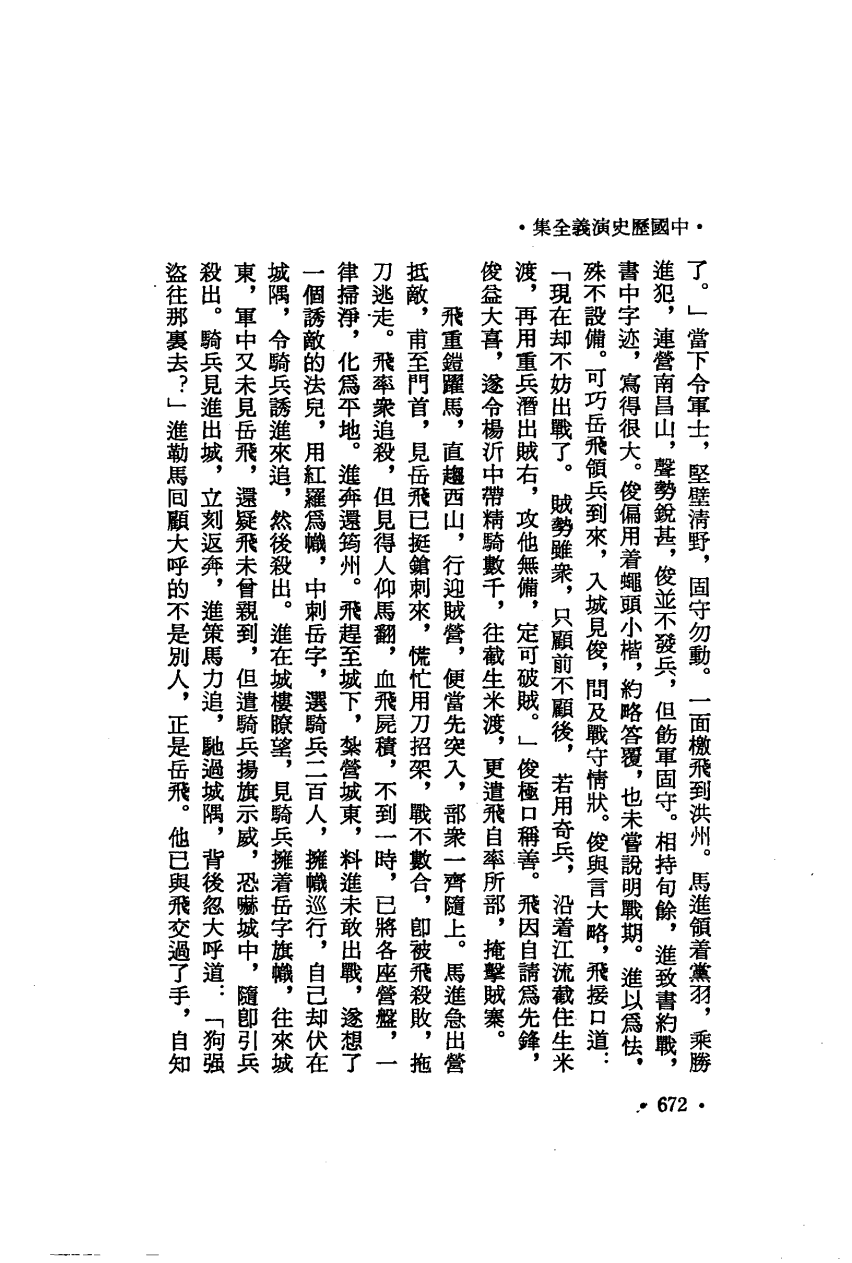 ·中國歷史演義全集·
了。」當下令軍士，堅壁清野，固守勿動。一面檄飛到洪州。馬進領着黨羽，乘勝
進犯，連營南昌山，聲勢銳甚，俊並不發兵，但飭軍固守。相持旬餘，進致書約戰，
書中字迹，寫得很大。俊偏用着蠅頭小楷，約略答覆，也未嘗說明戰期。進以爲怯，
殊不設備。可巧岳飛領兵到來，入城見俊，問及戰守情狀。俊與言大略，飛接口道：
「現在却不妨出戰了。賊勢雖衆，只顧前不顧後，若用奇兵，沿着江流截住生米
渡，再用重兵潛出賊右，攻他無備，定可破賊。」俊極口稱善。飛因自請爲先鋒，
俊益大喜，遂令楊沂中帶精騎數千，往截生米渡，更遣飛自率所部，掩擊賊寨。
飛重鎧躍馬，直趨西山，行迎賊營，便當先突入，部衆一齊隨上。馬進急出營
抵敵，甫至門首，見岳飛已挺鎗刺來，慌忙用刀招架，戰不數合，卽被飛殺敗，拖
刀逃走。飛率衆追殺，但見得人仰馬翻，血飛屍積，不到一時，已將各座營盤，一
律掃淨，化爲平地。進奔還筠州。飛趕至城下，紮營城東，料進未敢出戰，遂想了
一個誘敵的法兒，用紅羅爲幟，中刺岳字，選騎兵二百人，擁幟巡行，自己却伏在
城隅，令騎兵誘進來追，然後殺出。進在城樓瞭望，見騎兵擁着岳字旗幟，往來城
東，軍中又未見岳飛，還疑飛未曾親到，但遣騎兵揚旗示威，恐嚇城中，隨卽引兵
殺出。騎兵見進出城，立刻返奔，進策馬力追，馳過城隅，背後忽大呼道：「狗强
盜往那裏去？」進勒馬囘顧大呼的不是別人，正是岳飛。他已與飛交過了手，自知
·672·